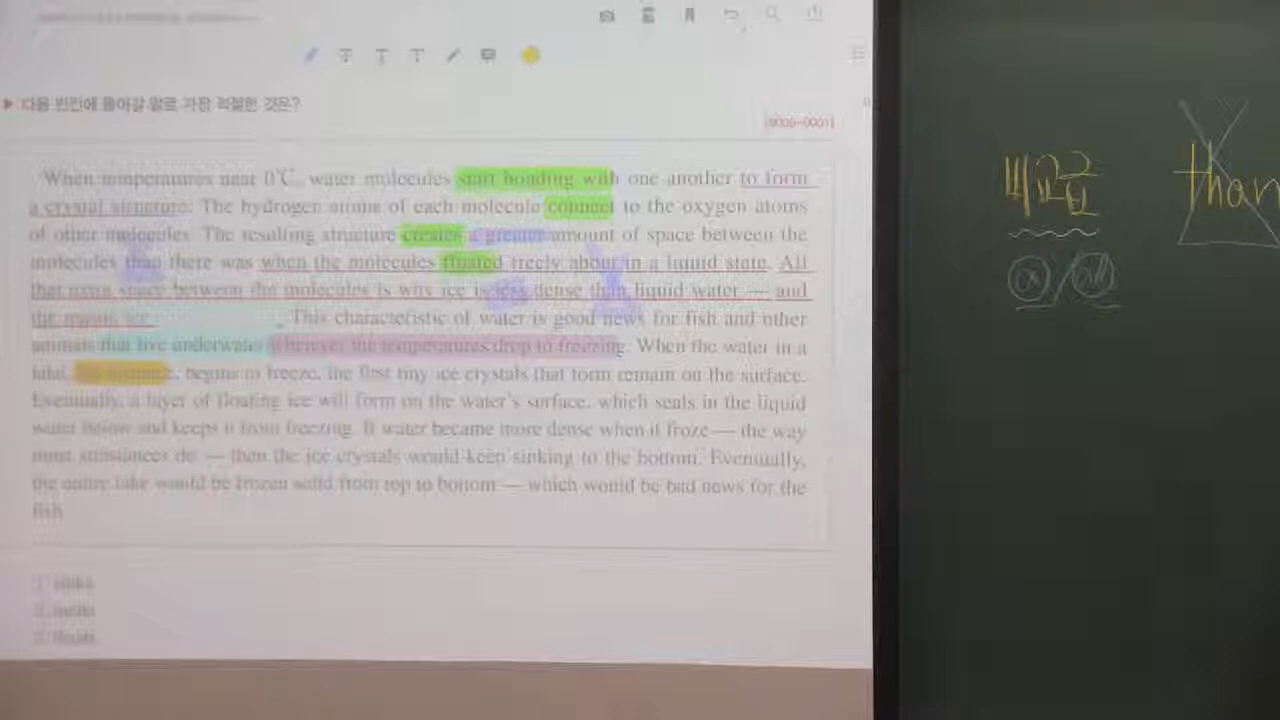 ▶ 다음 빈칸에 들어갈 말로 가장 적절한 것은?
[9006-0001]
When temperatures near 0℃, water molecules start bonding with one another to form
a crystal structure. The hydrogen atoms of each molecule connect to the oxygen atoms
of other molecules. The resulting structure creates a greater amount of space between the
molecules than there was when the molecules floated freely about in a liquid state. All
that extra space between the molecules is why ice is less dense than liquid water — and
the reason ice . This characteristic of water is good news for fish and other
animals that live underwater wherever the temperatures drop to freezing. When the water in a
lake, for instance, begins to freeze, the first tiny ice crystals that form remain on the surface.
Eventually, a layer of floating ice will form on the water's surface, which seals in the liquid
water below and keeps it from freezing. If water became more dense when it froze — the way
most substances do — then the ice crystals would keep sinking to the bottom. Eventually,
the entire lake would be frozen solid from top to bottom — which would be bad news for the
fish.
① sinks
② melts
③ floats
비교급
than